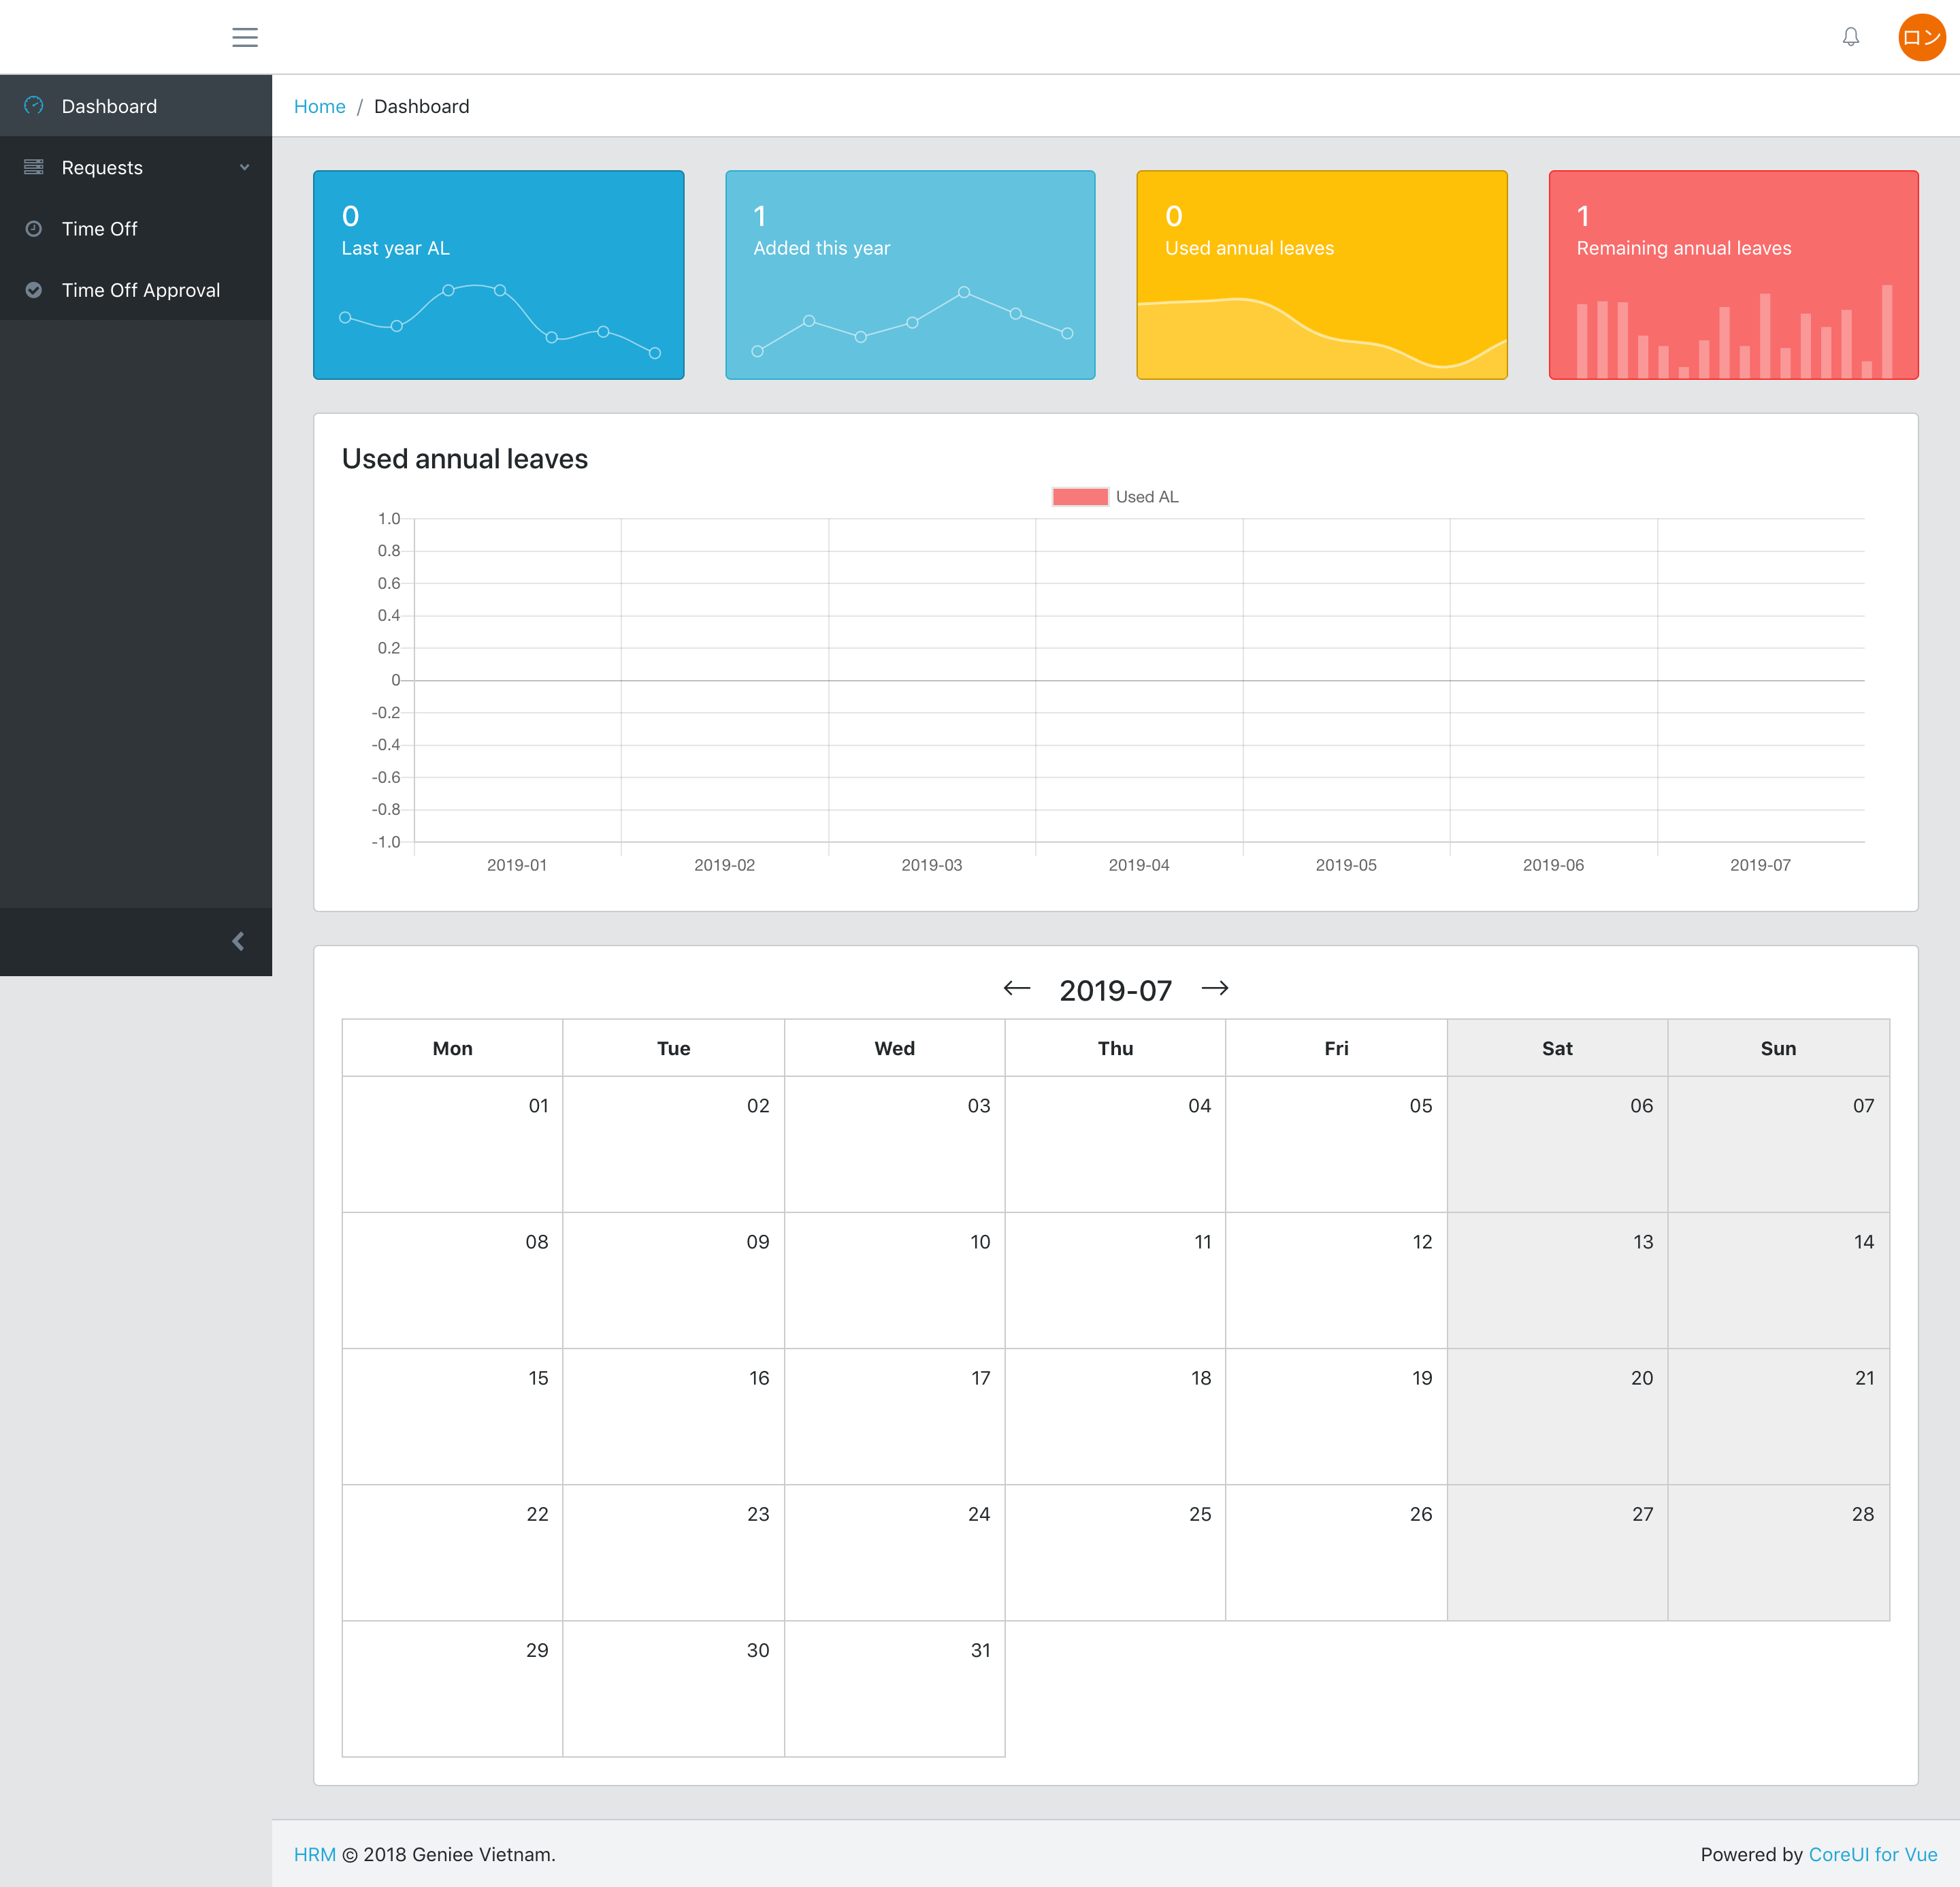 ロン
Dashboard
Requests
Time Off
Time Off Approval
Home / Dashboard
0
Last year AL
1
Added this year
0
Used annual leaves
1
Remaining annual leaves
Used annual leaves
Used AL
1.0
0.8
0.6
0.4
0.2
0
-0.2
-0.4
-0.6
-0.8
-1.0
2019-01 2019-02 2019-03 2019-04 2019-05 2019-06 2019-07
← 2019-07 →
Mon Tue Wed Thu Fri Sat Sun
01 02 03 04 05 06 07
08 09 10 11 12 13 14
15 16 17 18 19 20 21
22 23 24 25 26 27 28
29 30 31
HRM © 2018 Geniee Vietnam.
Powered by CoreUI for Vue